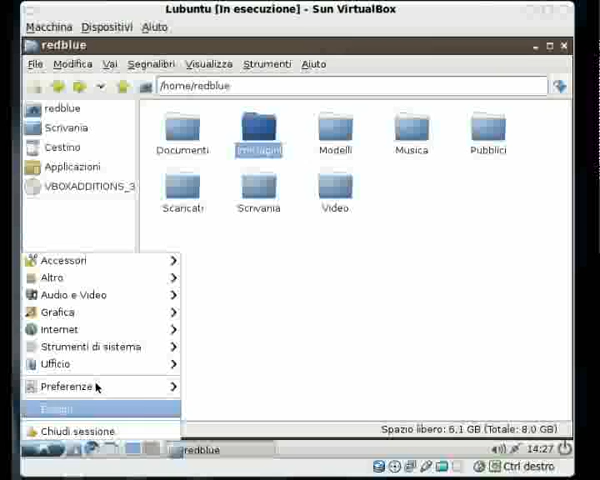 Lubuntu [In esecuzione] - Sun VirtualBox
Macchina Dispositivi Aiuto
redblue
File Modifica Vai Segnalibri Visualizza Strumenti Aiuto
/home/redblue
redblue
Scrivania
Cestino
Applicazioni
VBOXADDITIONS_3
Documenti Immagini Modelli Musica Pubblici
Scaricati Scrivania Video
Accessori
Altro
Audio e Video
Grafica
Internet
Strumenti di sistema
Ufficio
Preferenze
Esegui
Chiudi sessione
Spazio libero: 6,1 GB (Totale: 8,0 GB)
redblue
14:27
Ctrl destro